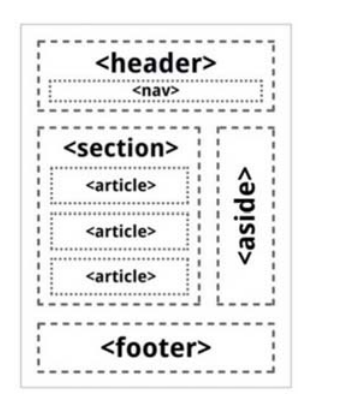 <header>
<nav>
<section>
<article>
<article>
<article>
<aside>
<footer>